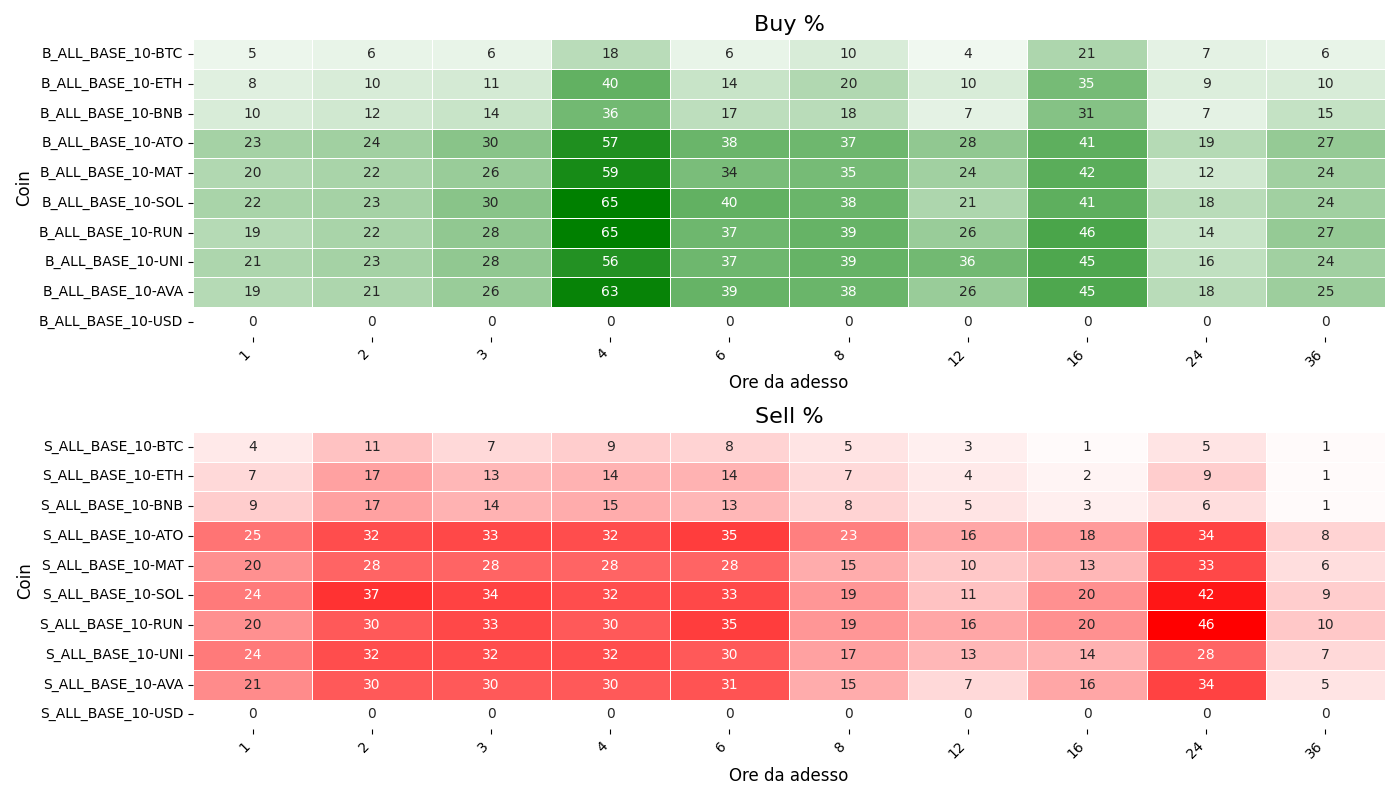 Buy %
Coin
B_ALL_BASE_10-BTC 5 6 6 18 6 10 4 21 7 6
B_ALL_BASE_10-ETH 8 10 11 40 14 20 10 35 9 10
B_ALL_BASE_10-BNB 10 12 14 36 17 18 7 31 7 15
B_ALL_BASE_10-ATO 23 24 30 57 38 37 28 41 19 27
B_ALL_BASE_10-MAT 20 22 26 59 34 35 24 42 12 24
B_ALL_BASE_10-SOL 22 23 30 65 40 38 21 41 18 24
B_ALL_BASE_10-RUN 19 22 28 65 37 39 26 46 14 27
B_ALL_BASE_10-UNI 21 23 28 56 37 39 36 45 16 24
B_ALL_BASE_10-AVA 19 21 26 63 39 38 26 45 18 25
B_ALL_BASE_10-USD 0 0 0 0 0 0 0 0 0 0
1 2 3 4 6 8 12 16 24 36
Ore da adesso
Sell %
Coin
S_ALL_BASE_10-BTC 4 11 7 9 8 5 3 1 5 1
S_ALL_BASE_10-ETH 7 17 13 14 14 7 4 2 9 1
S_ALL_BASE_10-BNB 9 17 14 15 13 8 5 3 6 1
S_ALL_BASE_10-ATO 25 32 33 32 35 23 16 18 34 8
S_ALL_BASE_10-MAT 20 28 28 28 28 15 10 13 33 6
S_ALL_BASE_10-SOL 24 37 34 32 33 19 11 20 42 9
S_ALL_BASE_10-RUN 20 30 33 30 35 19 16 20 46 10
S_ALL_BASE_10-UNI 24 32 32 32 30 17 13 14 28 7
S_ALL_BASE_10-AVA 21 30 30 30 31 15 7 16 34 5
S_ALL_BASE_10-USD 0 0 0 0 0 0 0 0 0 0
1 2 3 4 6 8 12 16 24 36
Ore da adesso